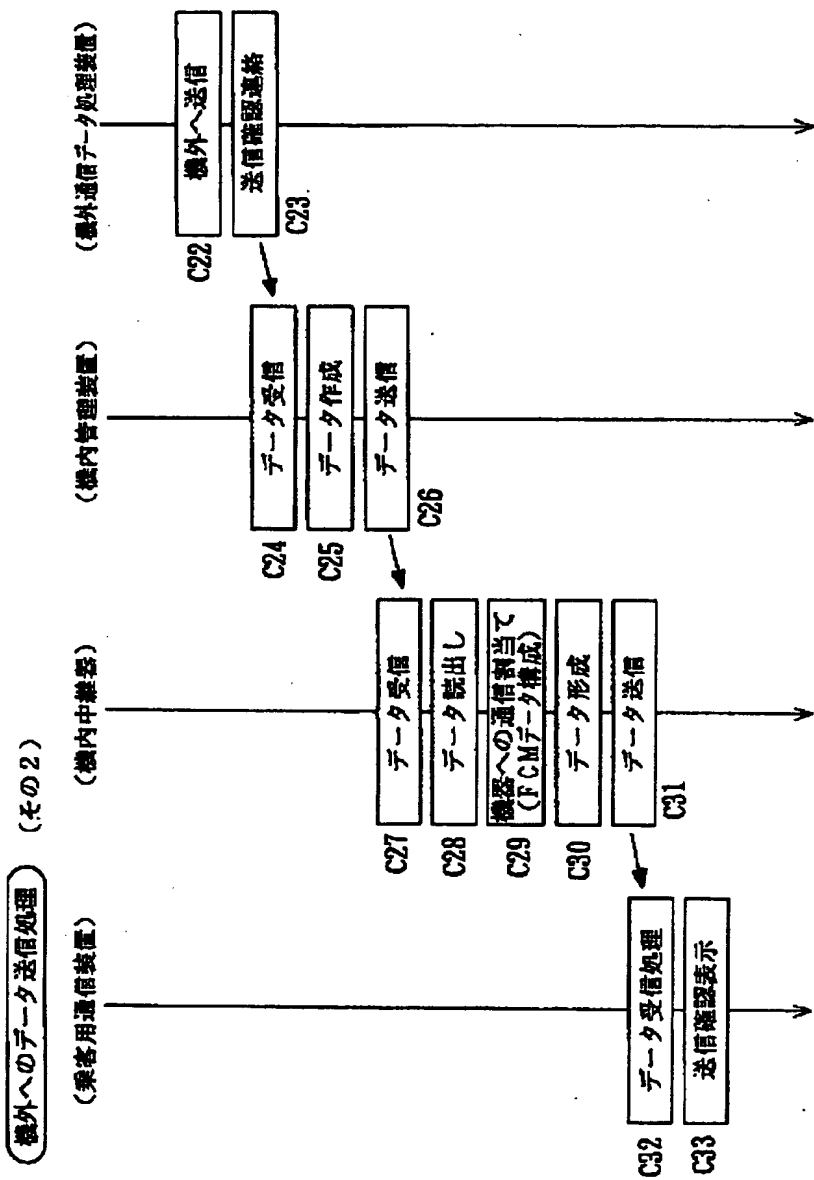 機外へのデータ送信処理 (その2)
(乗客用通信装置)
(機内中継器)
(機内管理装置)
(機外通信データ処理装置)
C22 機外へ送信
C23 送信確認連絡
C24 データ受信
C25 データ作成
C26 データ送信
C27 データ受信
C28 データ読出し
C29 機器への通信割当て
(FCMデータ構成)
C30 データ形成
C31 データ送信
C32 データ受信処理
C33 送信確認表示